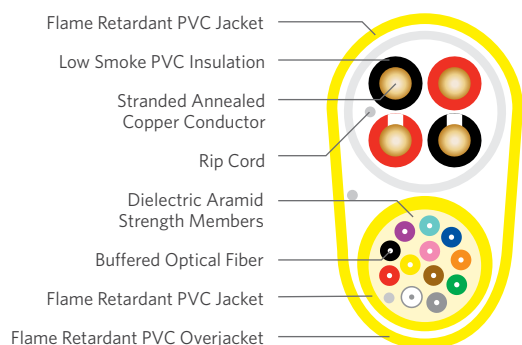 Flame Retardant PVC Jacket
Low Smoke PVC Insulation
Stranded Annealed
Copper Conductor
Rip Cord
Dielectric Aramid
Strength Members
Buffered Optical Fiber
Flame Retardant PVC Jacket
Flame Retardant PVC Overjacket